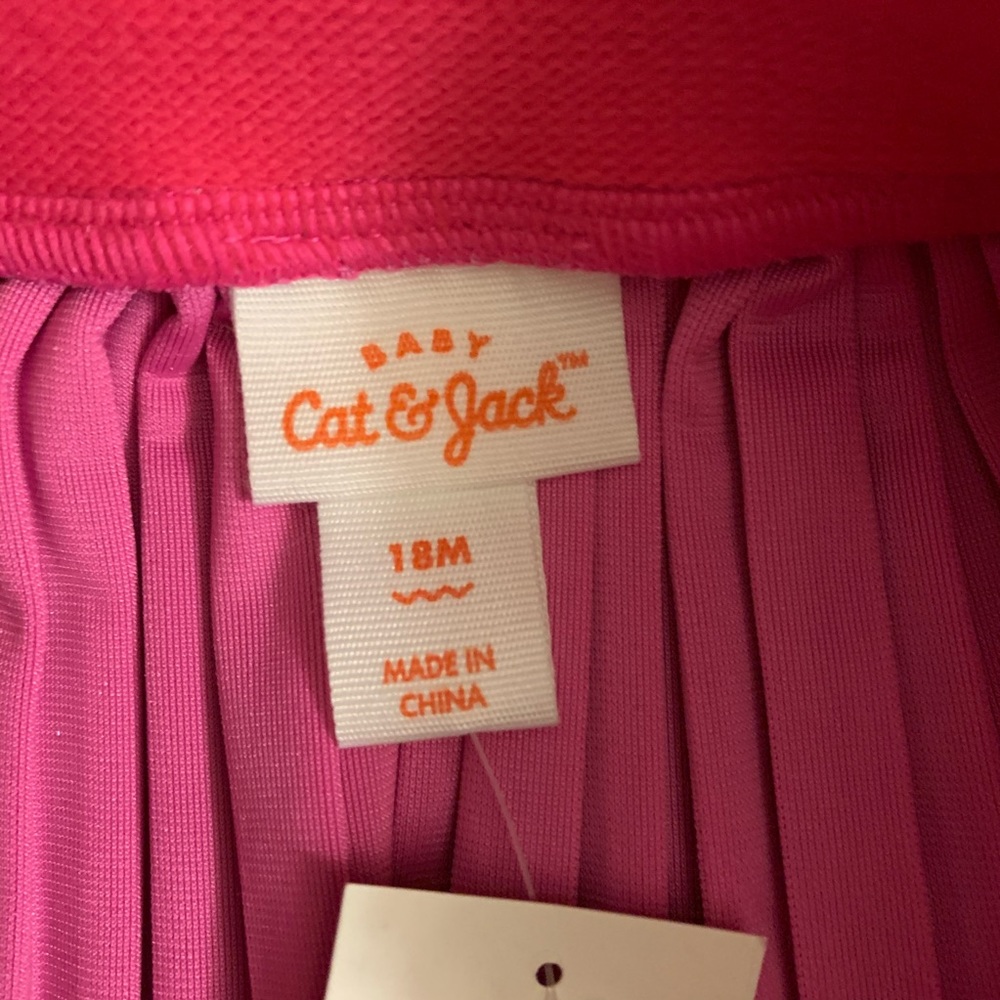 BABY
Cat & Jack™
18M
MADE IN
CHINA